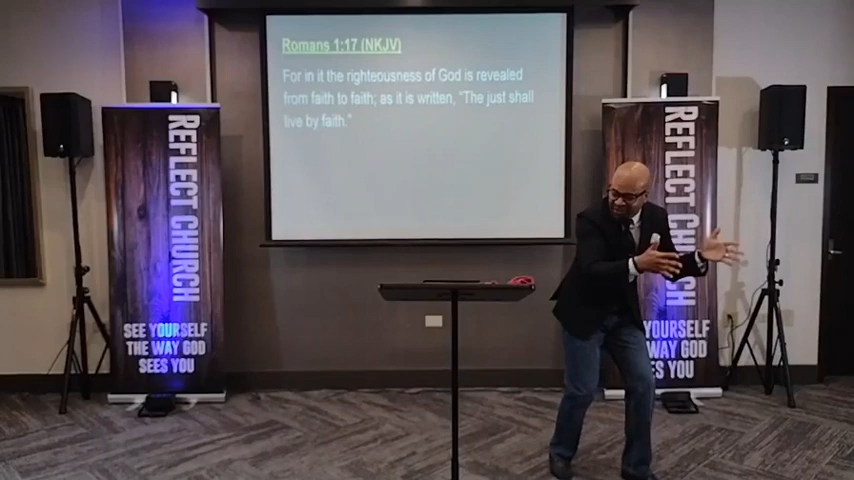 Romans 1:17 (NKJV)
For in it the righteousness of God is revealed
from faith to faith; as it is written, “The just shall
live by faith.”
REFLECT CHURCH
SEE YOURSELF
THE WAY GOD
SEES YOU
REFLECT CHURCH
YOURSELF
WAY GOD
SEES YOU